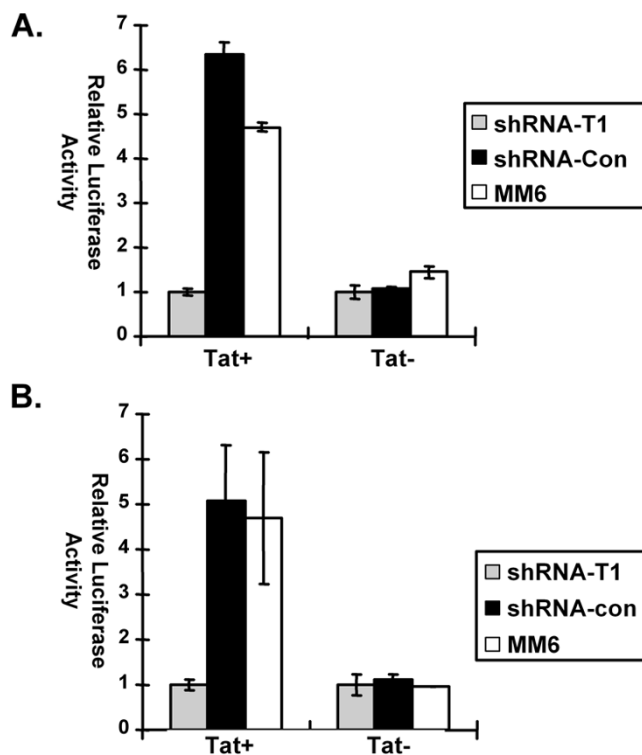 A.
Relative Luciferase
Activity
7
6
5
4
3
2
1
0
Tat+ Tat-
shRNA-T1
shRNA-Con
MM6
B.
Relative Luciferase
Activity
7
6
5
4
3
2
1
0
Tat+ Tat-
shRNA-T1
shRNA-con
MM6